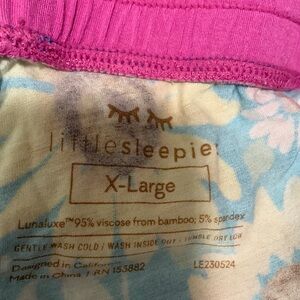 littlesleepies
X-Large
Lunaluxe™95% viscose from bamboo; 5% spandex
GENTLE WASH COLD / WASH INSIDE OUT - TUMBLE DRY LOW
Designed in California
Made in China / RN 153882 LE230524